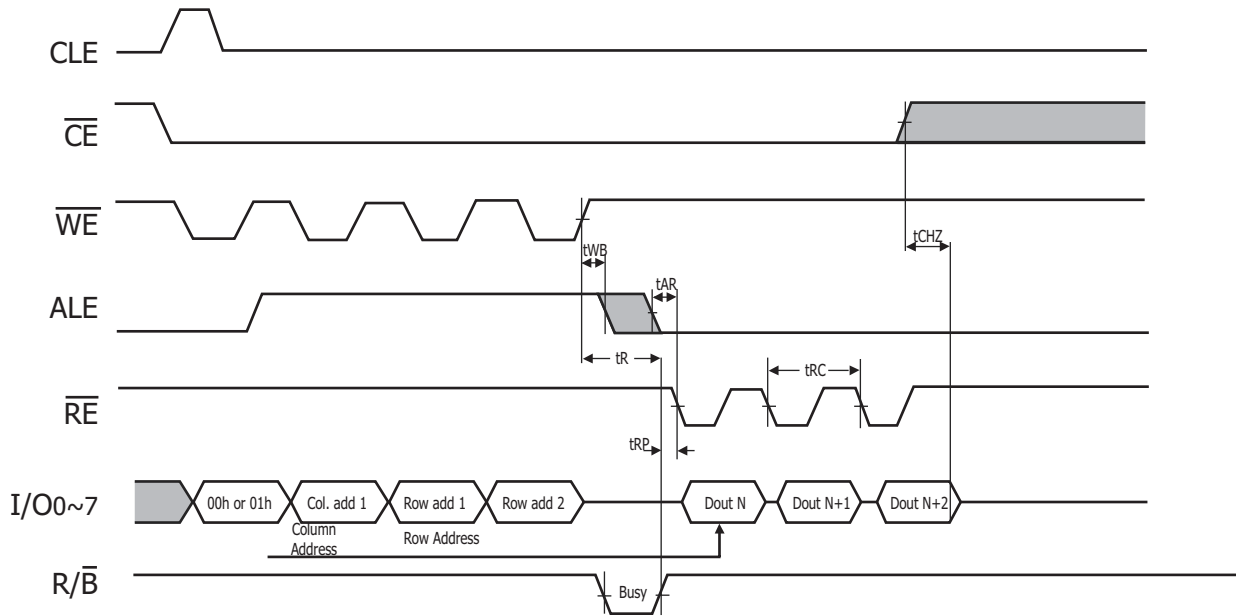 CLE
CE
WE
tWB
tCHZ
tAR
ALE
tR
tRC
RE
tRP
I/O0~7
00h or 01h
Col. add 1
Row add 1
Row add 2
Dout N
Dout N+1
Dout N+2
Column
Address
Row Address
R/B
Busy